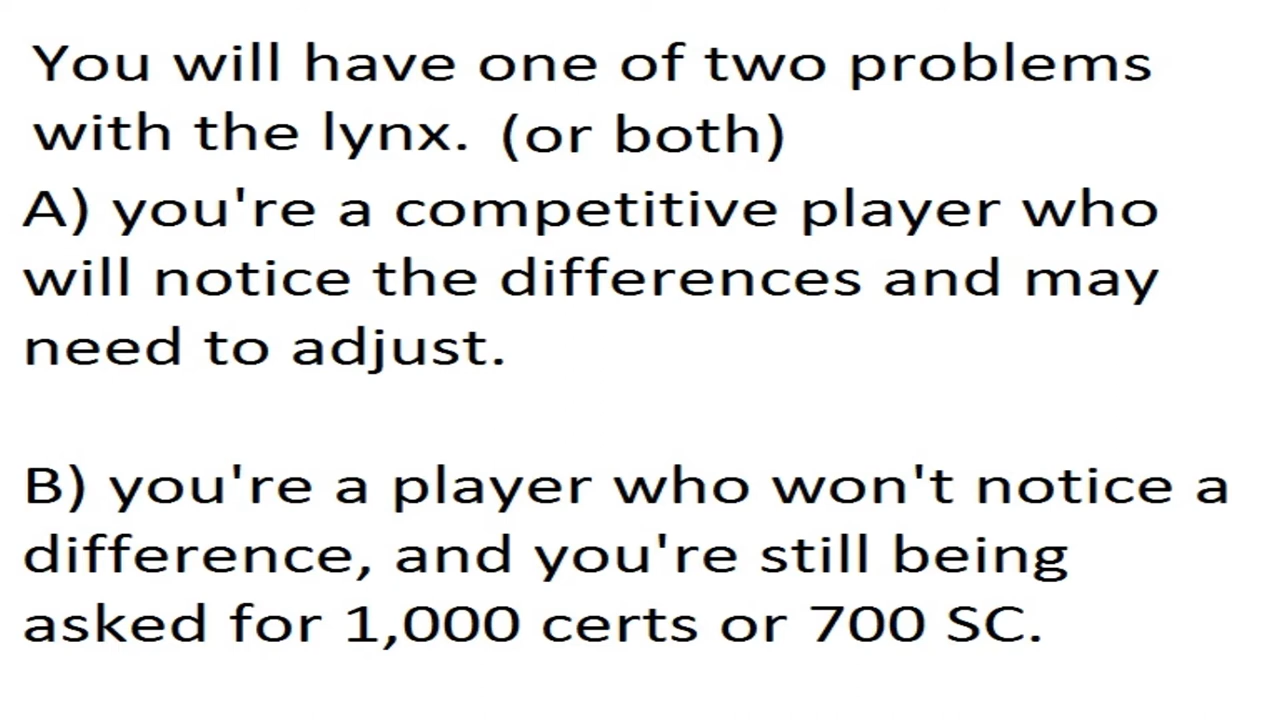 You will have one of two problems
with the lynx. (or both)
A) you're a competitive player who
will notice the differences and may
need to adjust.
B) you're a player who won't notice a
difference, and you're still being
asked for 1,000 certs or 700 SC.